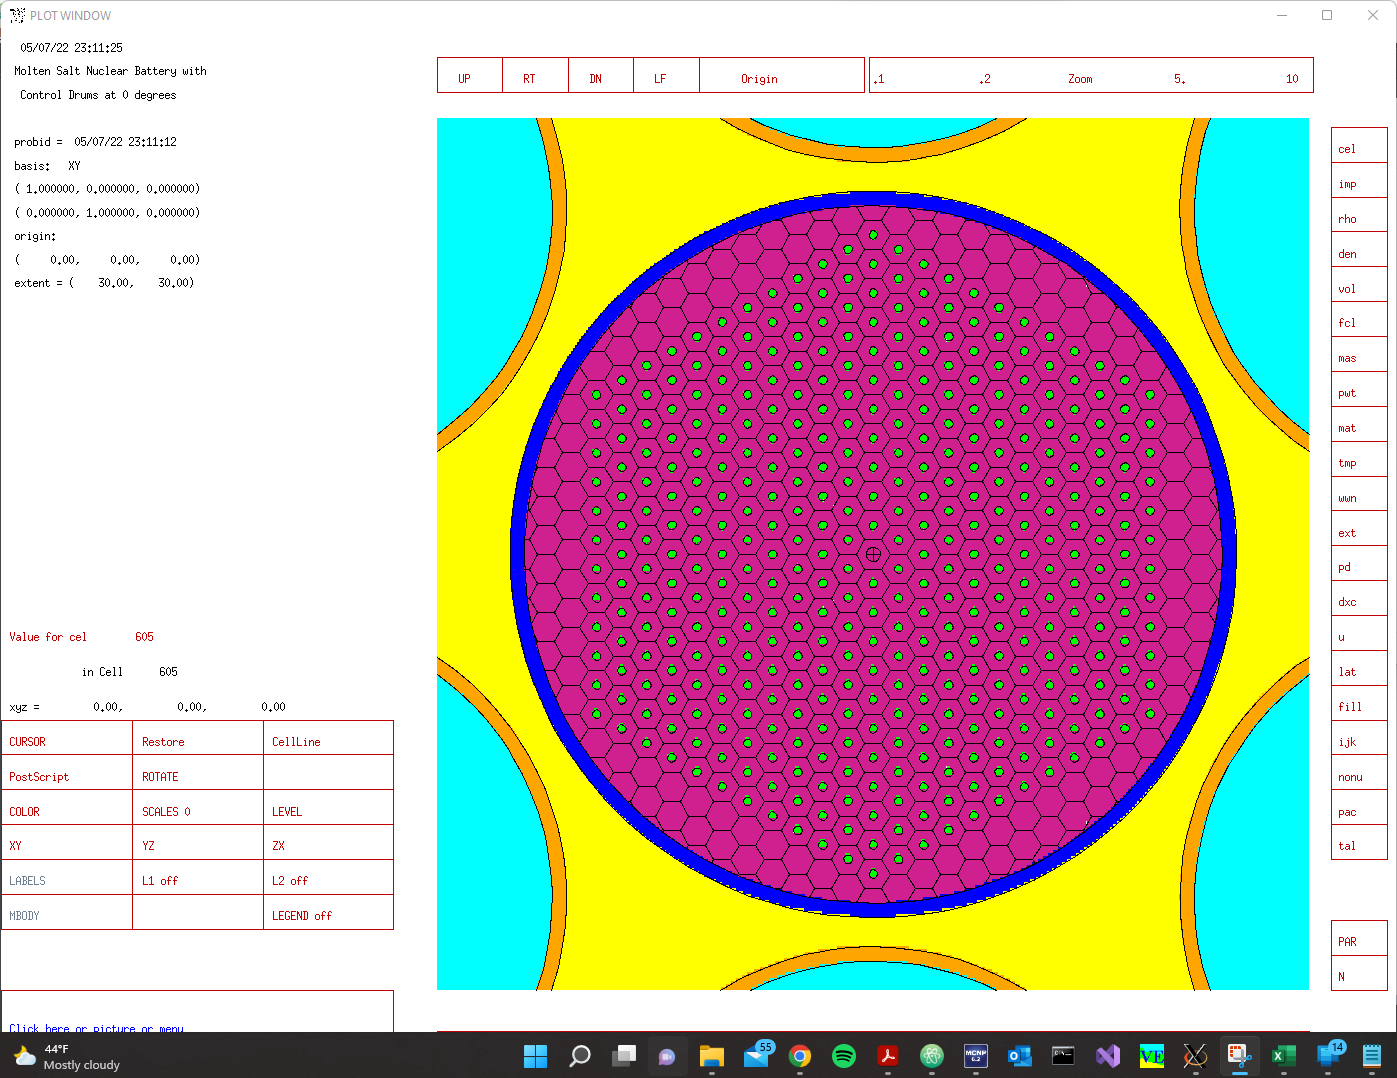 PLOT WINDOW
05/07/22 23:11:25
Molten Salt Nuclear Battery with
Control Drums at 0 degrees
probid = 05/07/22 23:11:12
basis: XY
( 1.000000, 0.000000, 0.000000)
( 0.000000, 1.000000, 0.000000)
origin:
( 0.00, 0.00, 0.00)
extent = ( 30.00, 30.00)
UP RT DN LF Origin .1 .2 Zoom 5. 10
cel
imp
rho
den
vol
fcl
mas
pwt
mat
tmp
wwn
ext
pd
dxc
u
lat
fill
ijk
nonu
pac
tal
PAR
N
Value for cel 605
in Cell 605
xyz = 0.00, 0.00, 0.00
CURSOR Restore CellLine
PostScript ROTATE
COLOR SCALES 0 LEVEL
XY YZ ZX
LABELS L1 off L2 off
MBODY LEGEND off
Click here or picture or menu
44°F
Mostly cloudy
55
MCNP
6.2
VE
14